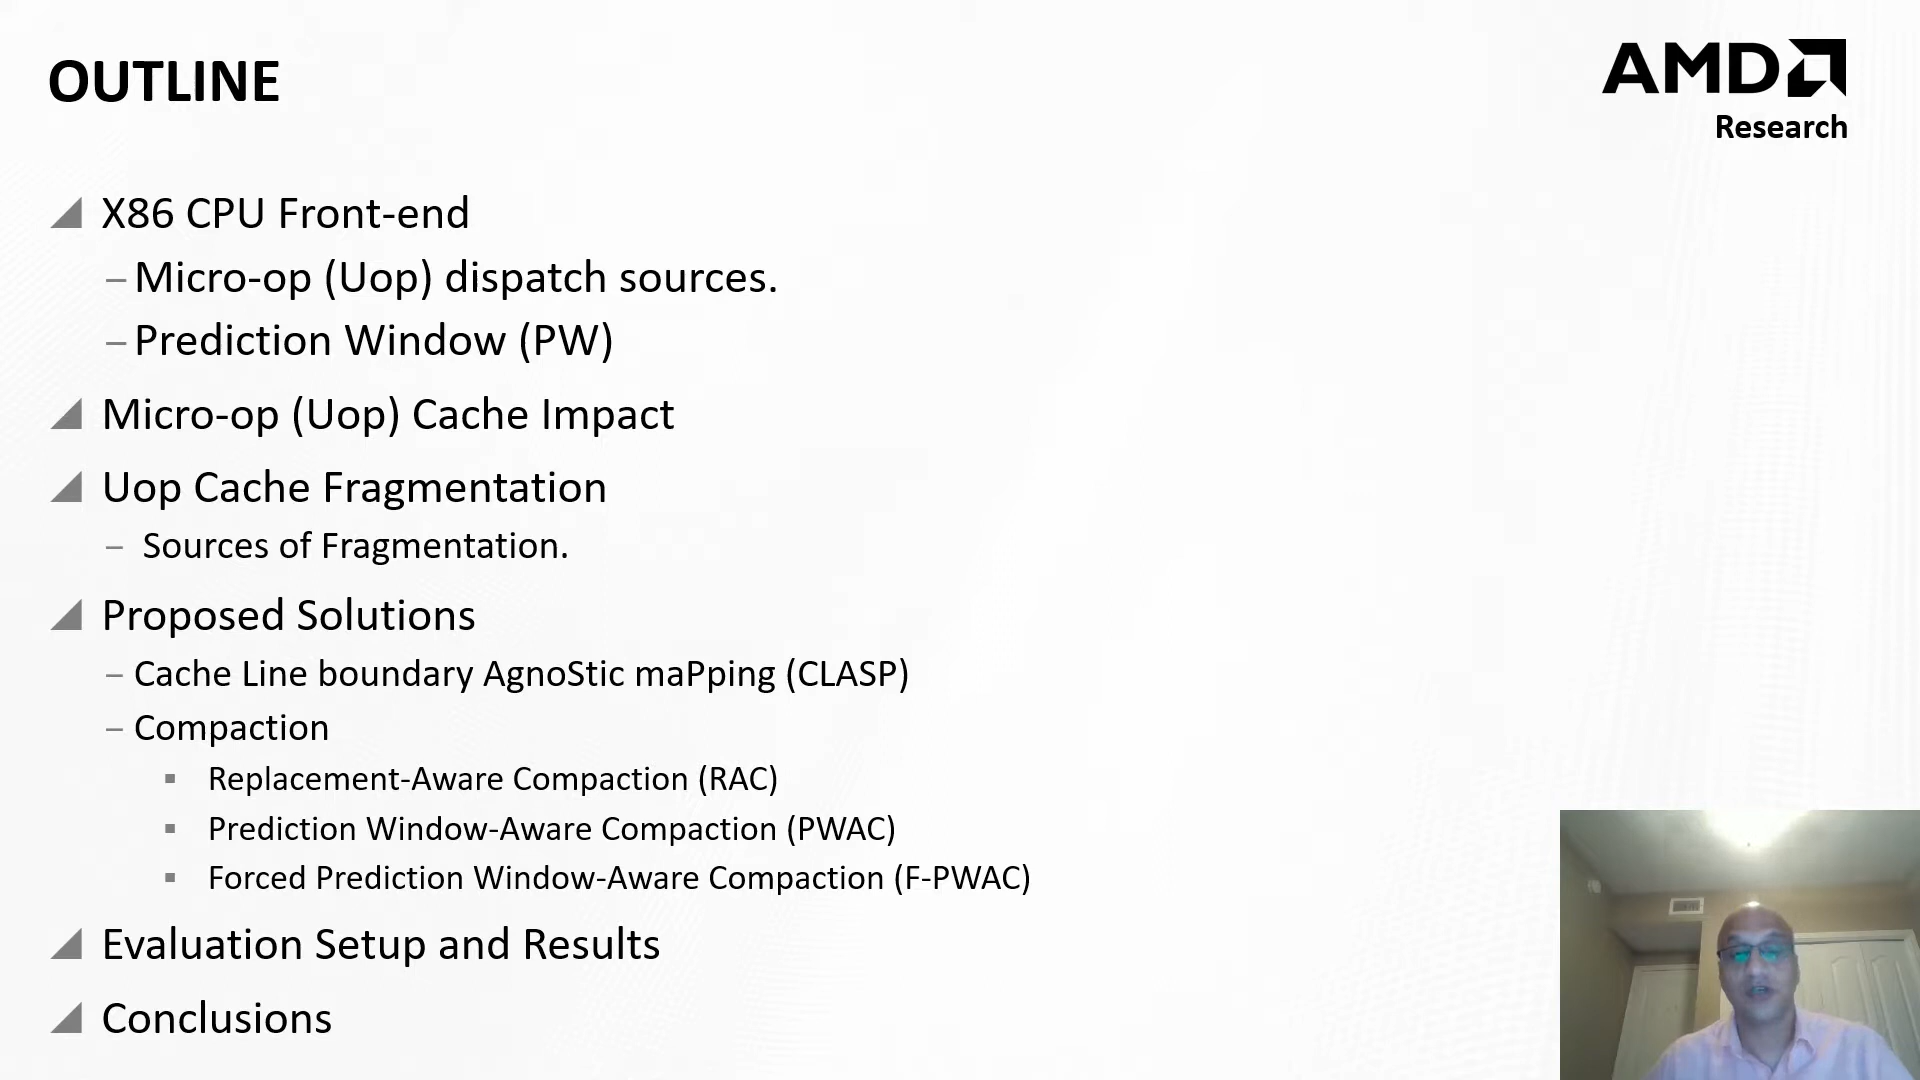 OUTLINE
AMD
Research
X86 CPU Front-end
– Micro-op (Uop) dispatch sources.
– Prediction Window (PW)
Micro-op (Uop) Cache Impact
Uop Cache Fragmentation
– Sources of Fragmentation.
Proposed Solutions
– Cache Line boundary AgnoStic maPping (CLASP)
– Compaction
▪ Replacement-Aware Compaction (RAC)
▪ Prediction Window-Aware Compaction (PWAC)
▪ Forced Prediction Window-Aware Compaction (F-PWAC)
Evaluation Setup and Results
Conclusions